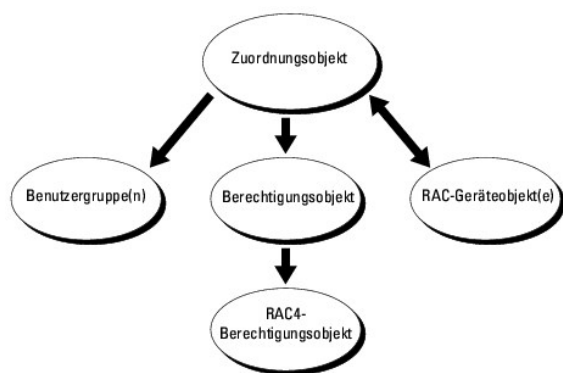 Zuordnungsobjekt
Benutzergruppe(n)
Berechtigungsobjekt
RAC-Geräteobjekt(e)
RAC4-
Berechtigungsobjekt